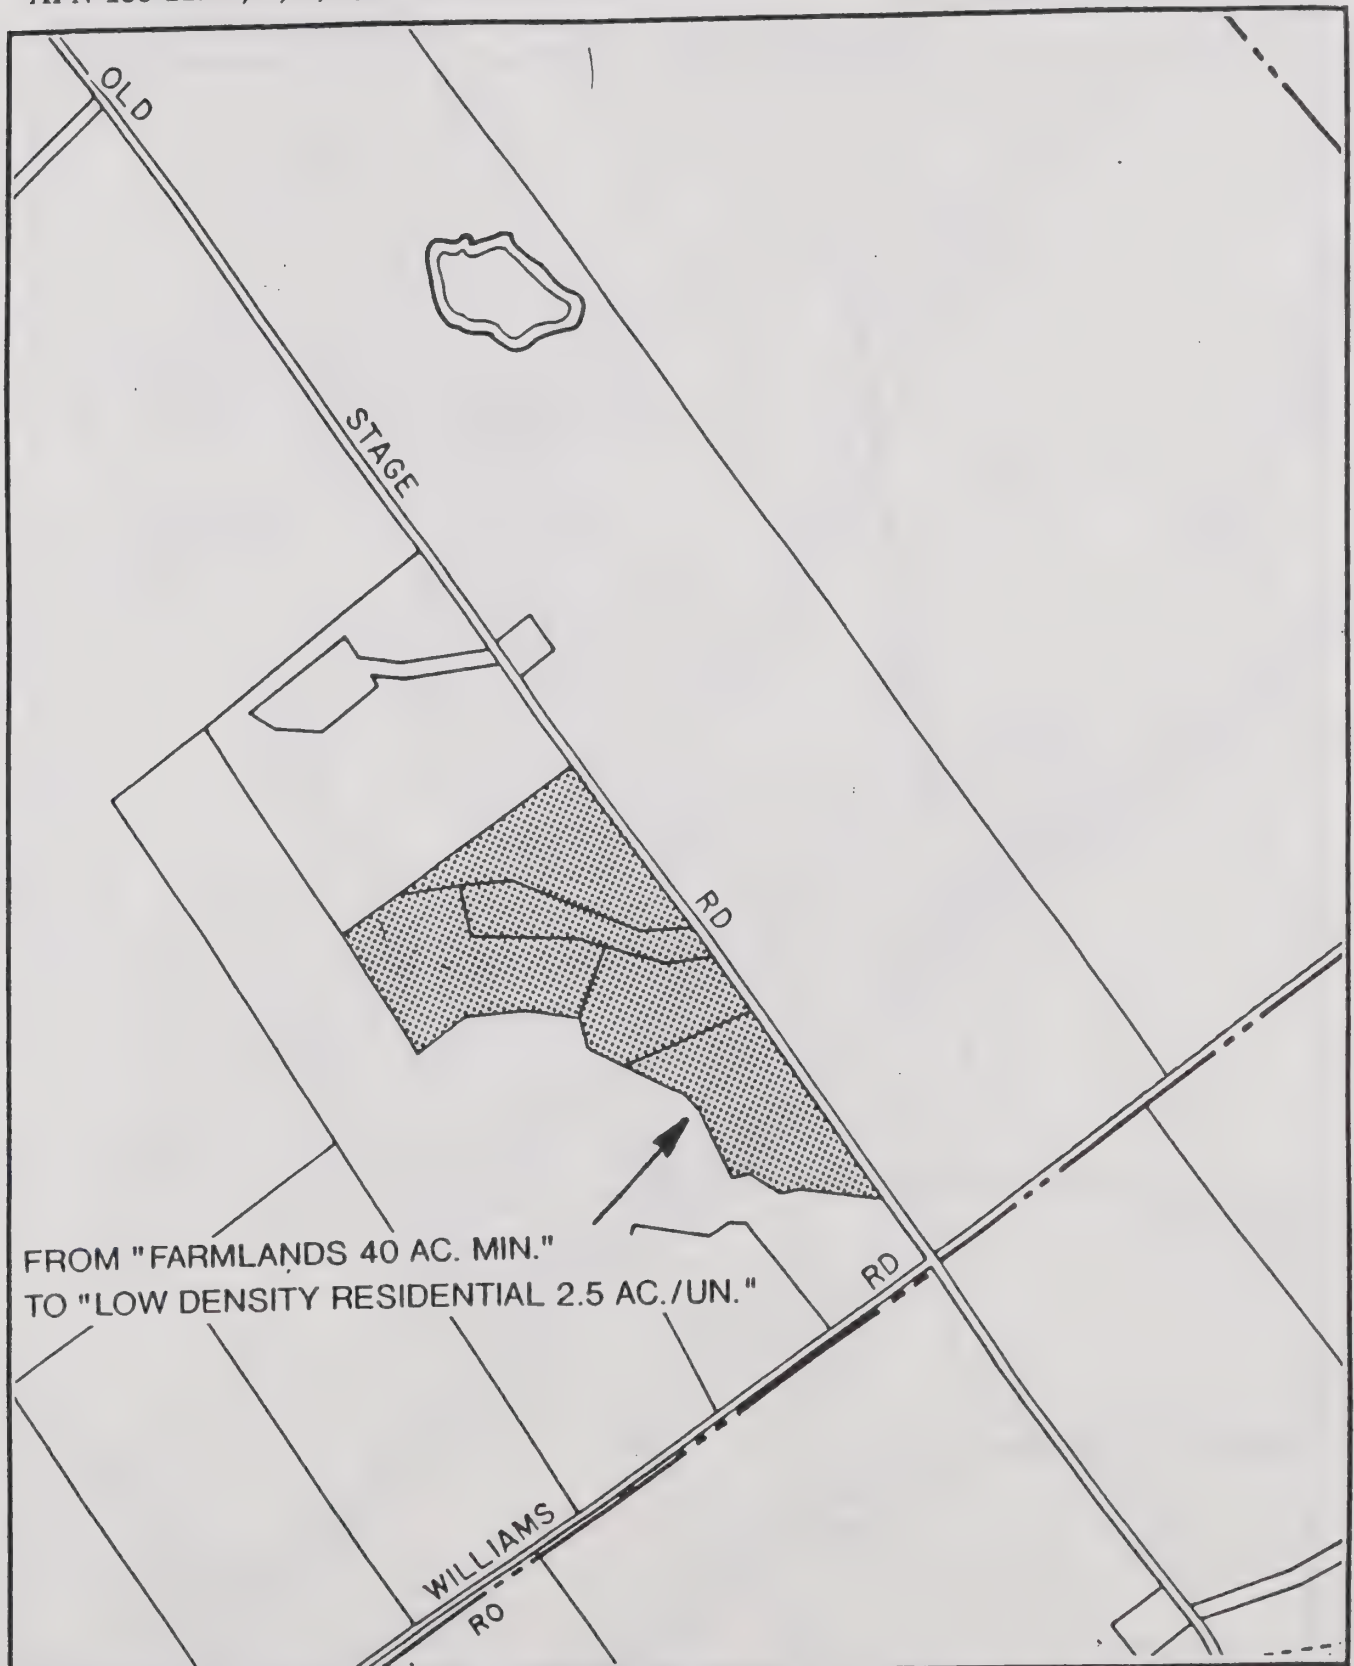 OLD
STAGE
RD
FROM "FARMLANDS 40 AC. MIN."
TO "LOW DENSITY RESIDENTIAL 2.5 AC./UN."
RD
WILLIAMS
RO